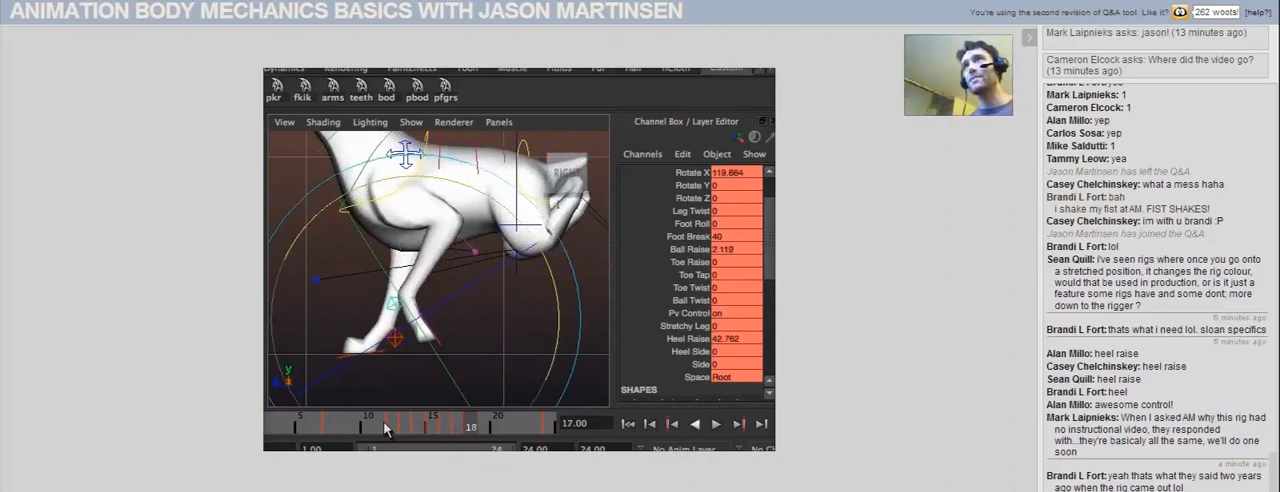 ANIMATION BODY MECHANICS BASICS WITH JASON MARTINSEN
You're using the second revision of Q&A tool. Like it?
262 woots!
[help?]
Mark Laipnieks asks: jason! (13 minutes ago)
Cameron Elcock asks: Where did the video go?
(13 minutes ago)
Mark Laipnieks: 1
Cameron Elcock: 1
Alan Millo: yep
Carlos Sosa: yep
Mike Saldutti: 1
Tammy Leow: yea
Jason Martinsen has left the Q&A.
Casey Chelchinskey: what a mess haha
Brandi L Fort: bah
i shake my fist at AM. FIST SHAKES!
Casey Chelchinskey: im with u brandi :P
Jason Martinsen has joined the Q&A.
Brandi L Fort: lol
Sean Quill: i've seen rigs where once you go onto
a stretched position, it changes the rig colour,
would that be used in production, or is it just a
feature some rigs have and some dont; more
down to the rigger ?
6 minutes ago
Brandi L Fort: thats what i need lol. sloan specifics
6 minutes ago
Alan Millo: heel raise
Casey Chelchinskey: heel raise
Sean Quill: heel raise
Brandi L Fort: heel
Alan Millo: awesome control!
Mark Laipnieks: When I asked AM why this rig had
no instructional video, they responded
with...they're basicaly all the same, we'll do one
soon
a minute ago
Brandi L Fort: yeah thats what they said two years
ago when the rig came out lol
pkr fkik arms teeth bod pbod pfgrs
View Shading Lighting Show Renderer Panels
RIGHT
y
Channel Box / Layer Editor
Channels Edit Object Show
Rotate X 119.664
Rotate Y 0
Rotate Z 0
Leg Twist 0
Foot Roll 0
Foot Break 40
Ball Raise 2.119
Toe Raise 0
Toe Tap 0
Toe Twist 0
Ball Twist 0
Pv Control on
Stretchy Leg 0
Heel Raise 42.762
Heel Side 0
Side 0
Space Root
SHAPES
5 10 15 18 20
17.00
1.00 1 24 24.00 24.00 No Anim Layer